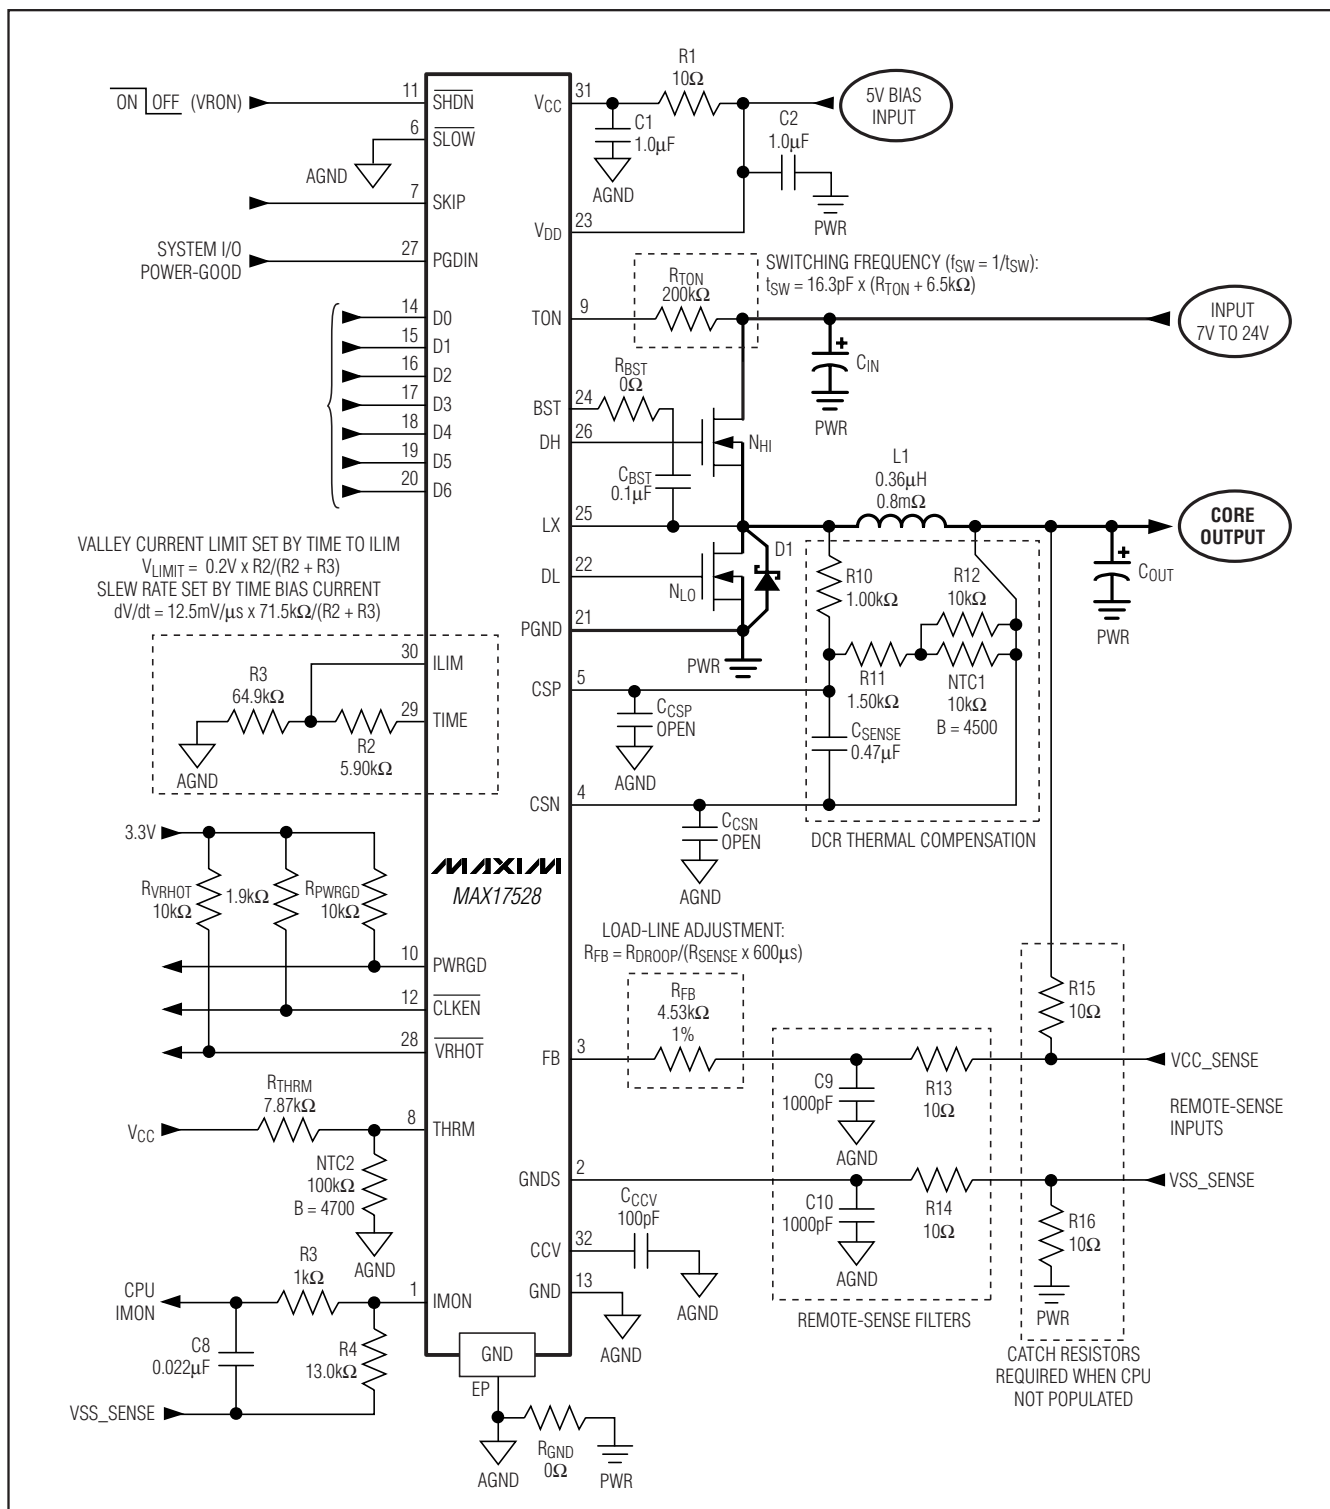 ON OFF (VRON)
11
SHDN
6
SLOW
AGND
7
SKIP
SYSTEM I/O
POWER-GOOD
27
PGDIN
14
D0
15
D1
16
D2
17
D3
18
D4
19
D5
20
D6
VALLEY CURRENT LIMIT SET BY TIME TO ILIM
VLIMIT = 0.2V x R2/(R2 + R3)
SLEW RATE SET BY TIME BIAS CURRENT
dV/dt = 12.5mV/µs x 71.5kΩ/(R2 + R3)
30
ILIM
R3
64.9kΩ
29
TIME
R2
5.90kΩ
AGND
3.3V
RVRHOT
10kΩ
1.9kΩ
RPWRGD
10kΩ
10
PWRGD
12
CLKEN
28
VRHOT
RTHRM
7.87kΩ
VCC
8
THRM
NTC2
100kΩ
B = 4700
AGND
R3
1kΩ
CPU
IMON
1
IMON
C8
0.022µF
R4
13.0kΩ
VSS_SENSE
MAXIM
MAX17528
GND
EP
AGND
RGND
0Ω
PWR
VCC
31
R1
10Ω
5V BIAS
INPUT
C1
1.0µF
AGND
C2
1.0µF
PWR
VDD
23
SWITCHING FREQUENCY (fSW = 1/tSW):
tSW = 16.3pF x (RTON + 6.5kΩ)
RTON
200kΩ
TON
9
INPUT
7V TO 24V
CIN
PWR
RBST
0Ω
BST
24
DH
26
NHI
CBST
0.1µF
LX
25
L1
0.36µH
0.8mΩ
CORE
OUTPUT
COUT
PWR
DL
22
NLO
D1
PGND
21
PWR
R10
1.00kΩ
R12
10kΩ
R11
1.50kΩ
NTC1
10kΩ
B = 4500
CSP
5
CCSP
OPEN
AGND
CSENSE
0.47µF
CSN
4
CCSN
OPEN
AGND
DCR THERMAL COMPENSATION
LOAD-LINE ADJUSTMENT:
RFB = RDROOP/(RSENSE x 600µs)
RFB
4.53kΩ
1%
FB
3
C9
1000pF
AGND
R13
10Ω
R15
10Ω
VCC_SENSE
REMOTE-SENSE
INPUTS
GNDS
2
C10
1000pF
AGND
R14
10Ω
VSS_SENSE
R16
10Ω
PWR
CCCV
100pF
CCV
32
AGND
GND
13
AGND
REMOTE-SENSE FILTERS
CATCH RESISTORS
REQUIRED WHEN CPU
NOT POPULATED